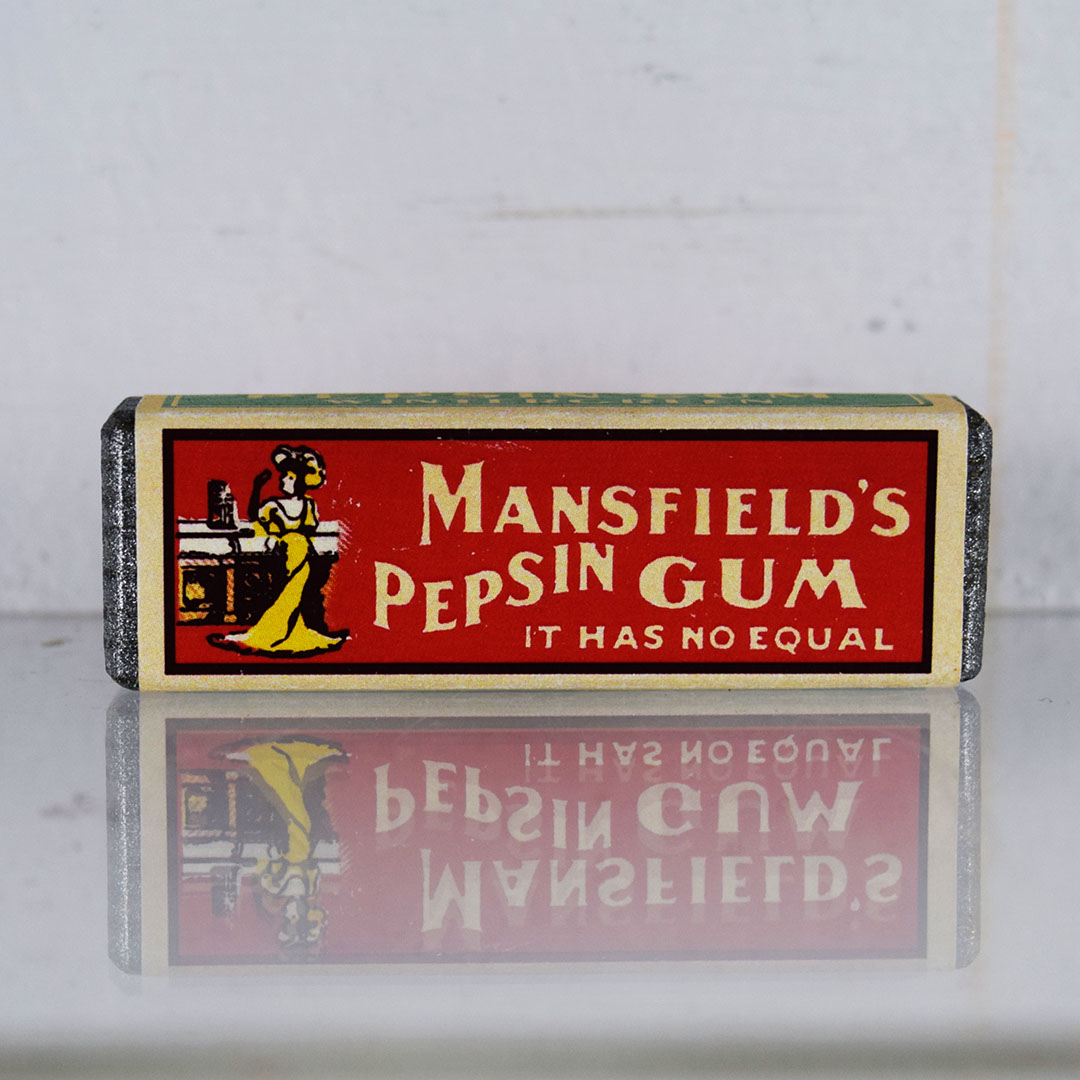 MANSFIELD'S
PEPSIN GUM
IT HAS NO EQUAL